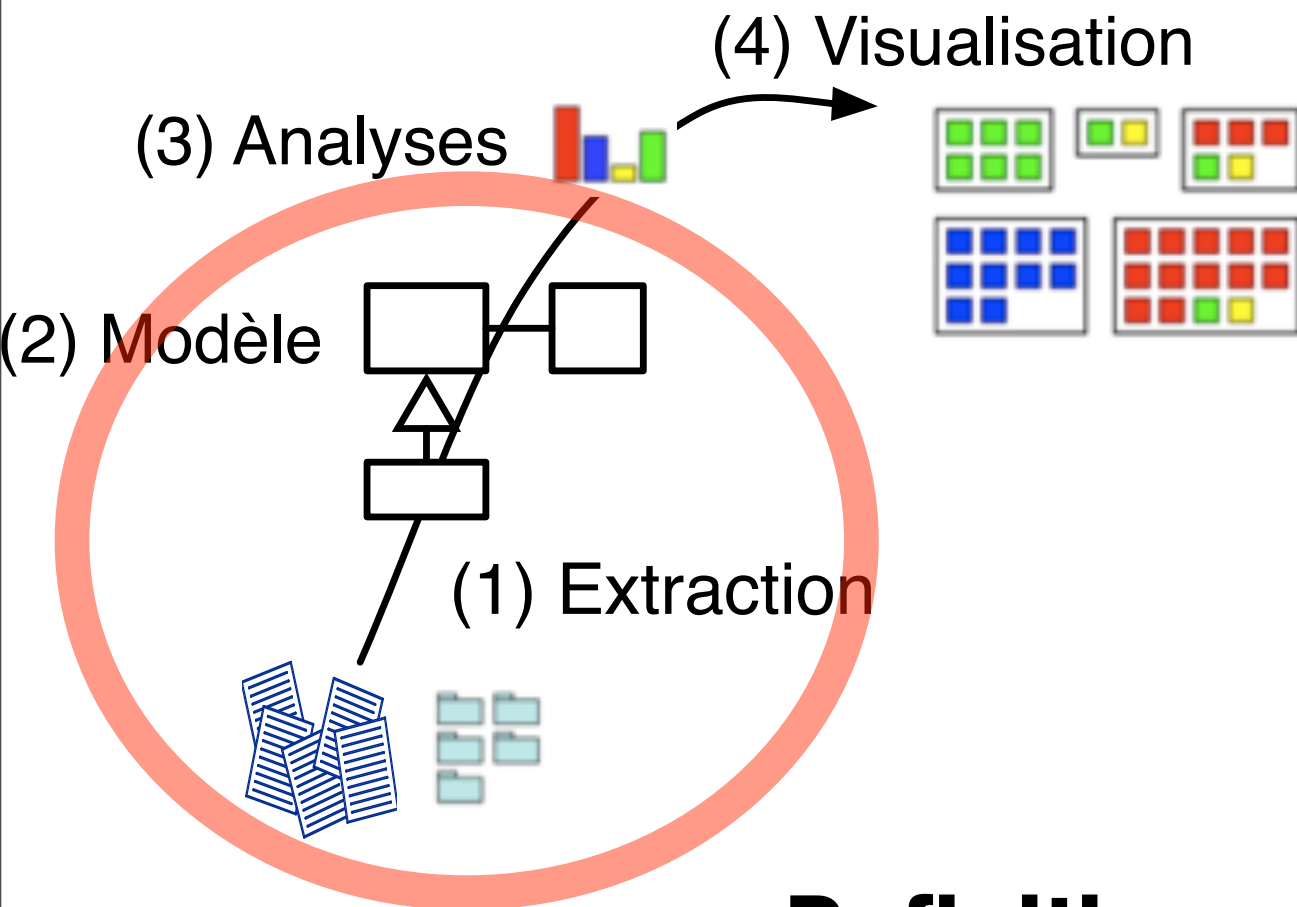 (4) Visualisation
(3) Analyses
(2) Modèle
(1) Extraction